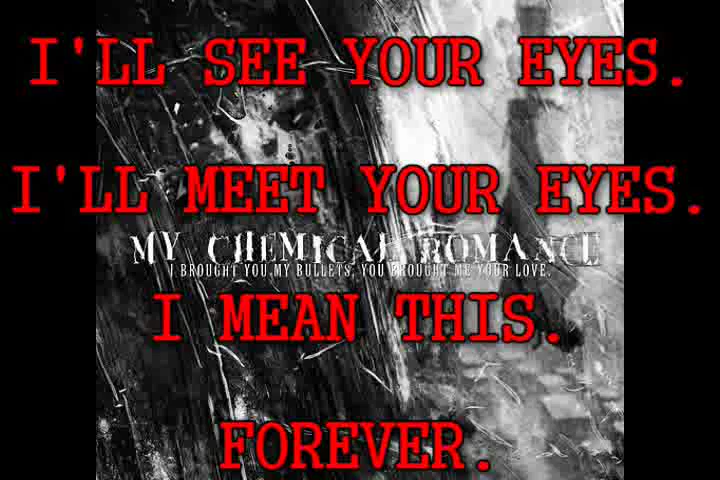 I'LL SEE YOUR EYES.
I'LL MEET YOUR EYES.
MY CHEMICAL ROMANCE
I BROUGHT YOU MY BULLETS, YOU BROUGHT ME YOUR LOVE.
I MEAN THIS.
FOREVER.